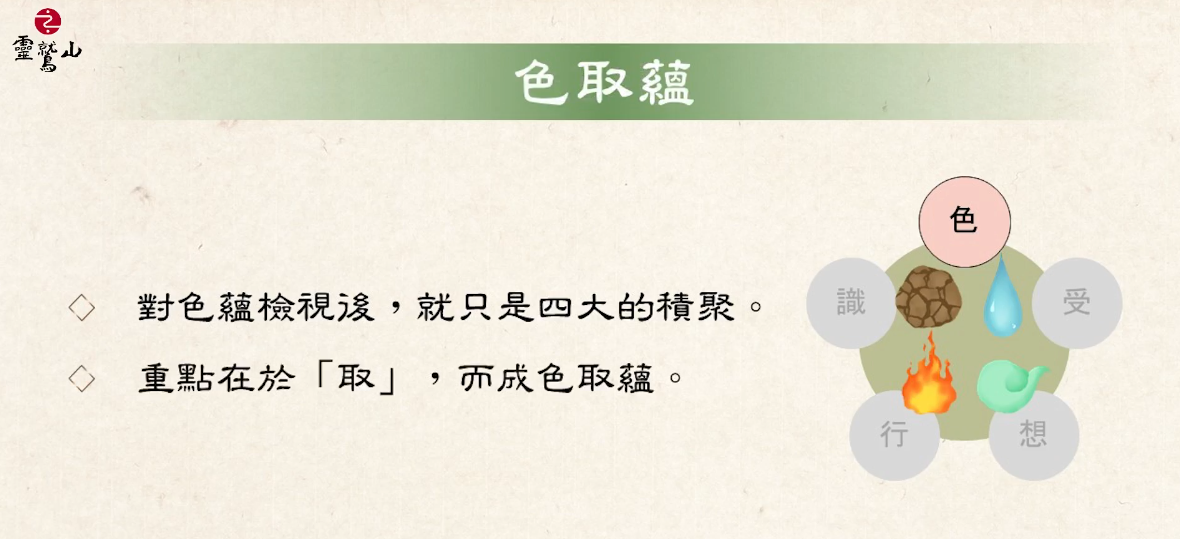 靈鷲山
色取蘊
對色蘊檢視後，就只是四大的積聚。
重點在於「取」，而成色取蘊。
色
識
受
行
想